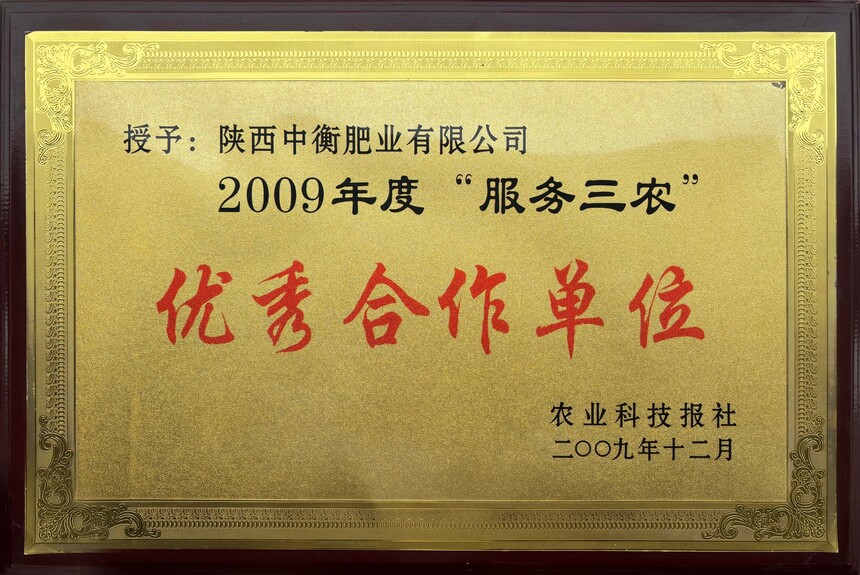 授予：陕西中衡肥业有限公司
2009年度“服务三农”
优秀合作单位
农业科技报社
二〇〇九年十二月